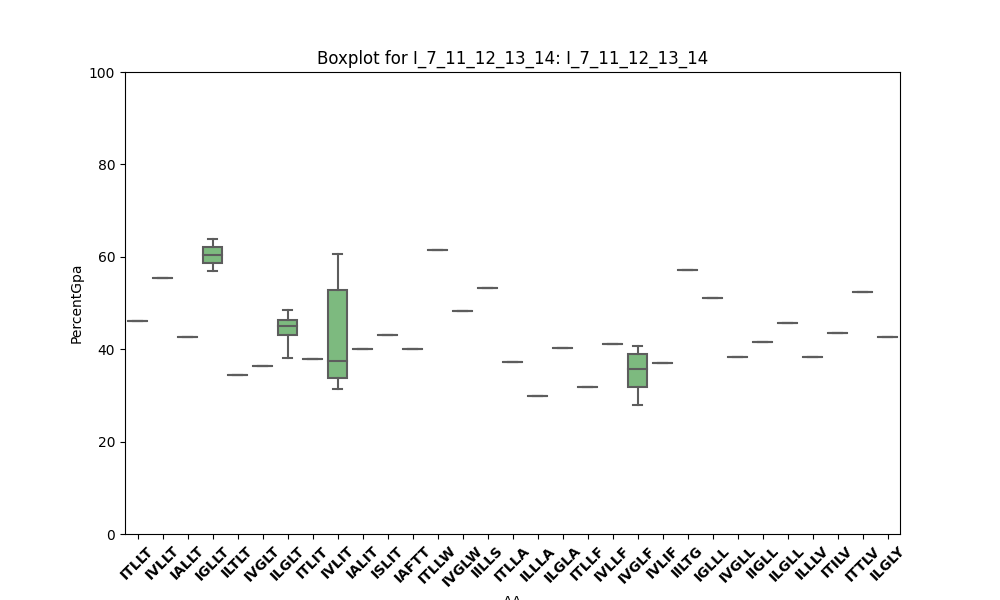 Boxplot for I_7_11_12_13_14: I_7_11_12_13_14
100
80
60
40
20
0
PercentGpa
ITLLT
IVLLT
IALLT
IGLLT
ILTLT
IVGLT
ILGLT
ITLIT
IVLIT
IALIT
ISLIT
IAFTT
ITLLW
IVGLW
IILLS
ITLLA
ILLLA
ILGLA
ITLLF
IVLLF
IVGLF
IVLIF
IILTG
IGLLL
IVGLL
IIGLL
ILGLL
ILLLV
ITILV
ITTLV
ILGLY
AA